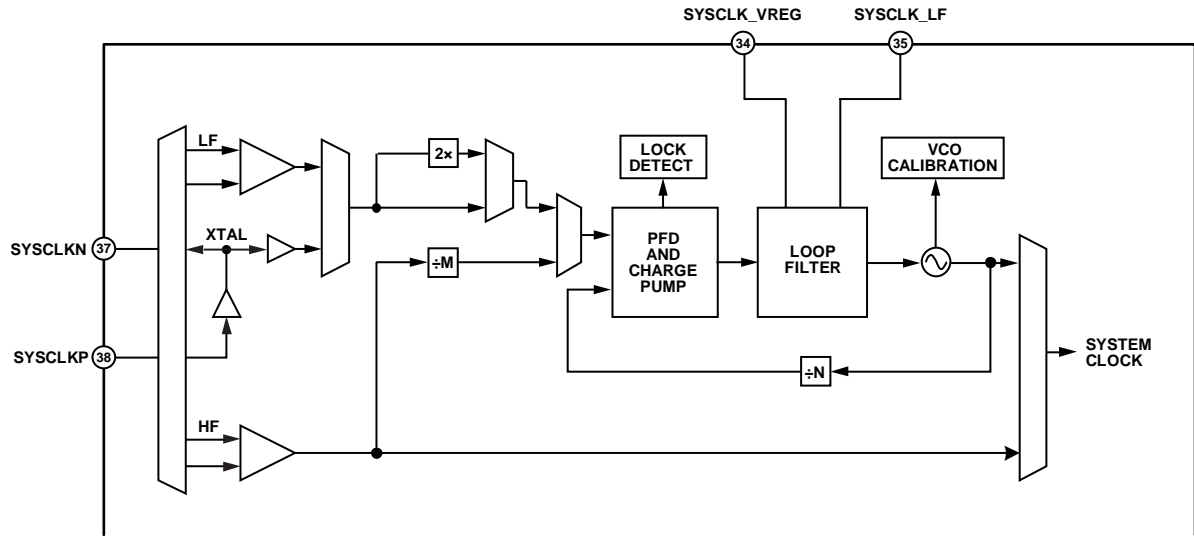 SYSCLK_VREG
SYSCLK_LF
34
35
LF
2×
LOCK
DETECT
VCO
CALIBRATION
SYSCLKN
37
XTAL
÷M
PFD
AND
CHARGE
PUMP
LOOP
FILTER
SYSCLKP
38
÷N
SYSTEM
CLOCK
HF